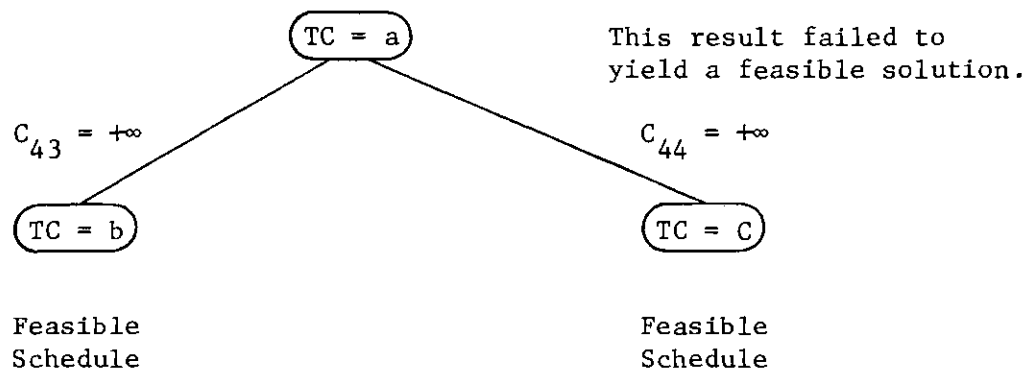 TC = a
This result failed to
yield a feasible solution.
C43 = +∞
C44 = +∞
TC = b
TC = C
Feasible
Schedule
Feasible
Schedule